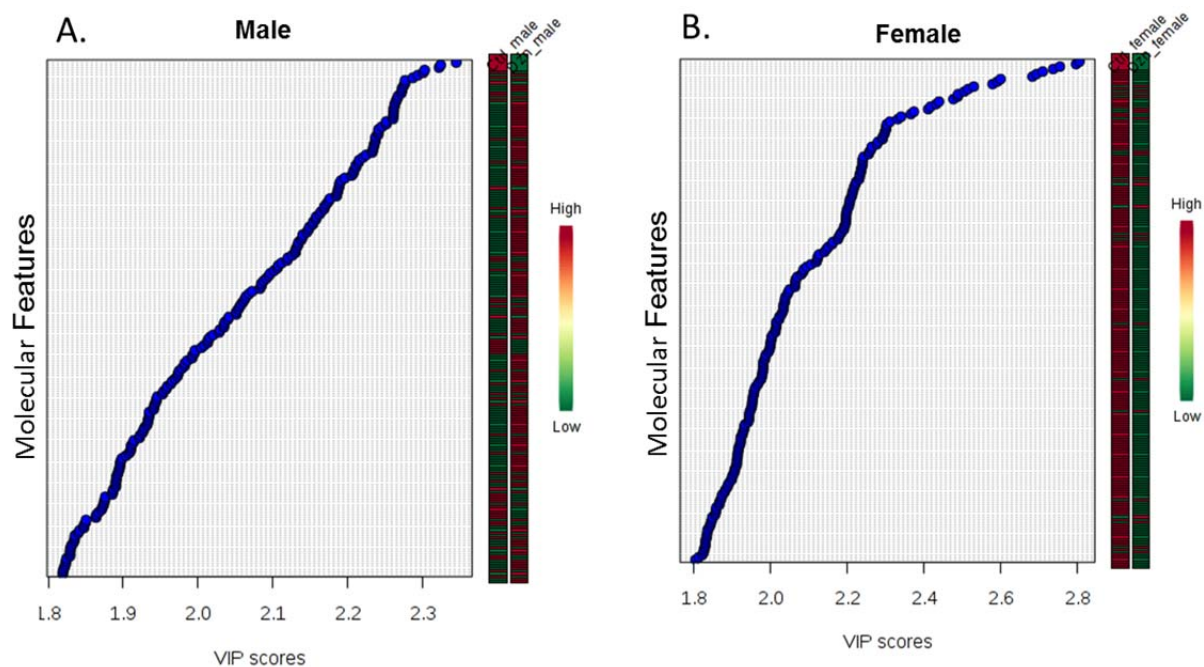 A.
Male
Molecular Features
High
Low
1.8 1.9 2.0 2.1 2.2 2.3
VIP scores
B.
Female
Molecular Features
High
Low
1.8 2.0 2.2 2.4 2.6 2.8
VIP scores